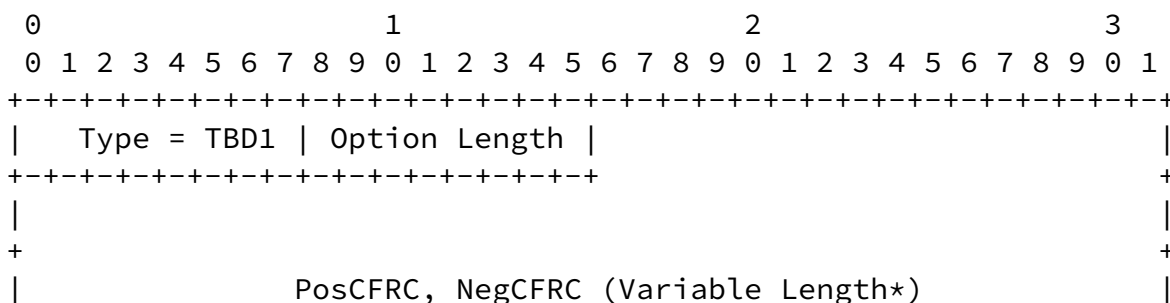 0                   1                   2                   3
 0 1 2 3 4 5 6 7 8 9 0 1 2 3 4 5 6 7 8 9 0 1 2 3 4 5 6 7 8 9 0 1
+-+-+-+-+-+-+-+-+-+-+-+-+-+-+-+-+-+-+-+-+-+-+-+-+-+-+-+-+-+-+-+-+
|   Type = TBD1 | Option Length |                               |
+-+-+-+-+-+-+-+-+-+-+-+-+-+-+-+-+                               +
|                                                               |
+                                                               +
|               PosCFRC, NegCFRC (Variable Length*)             |